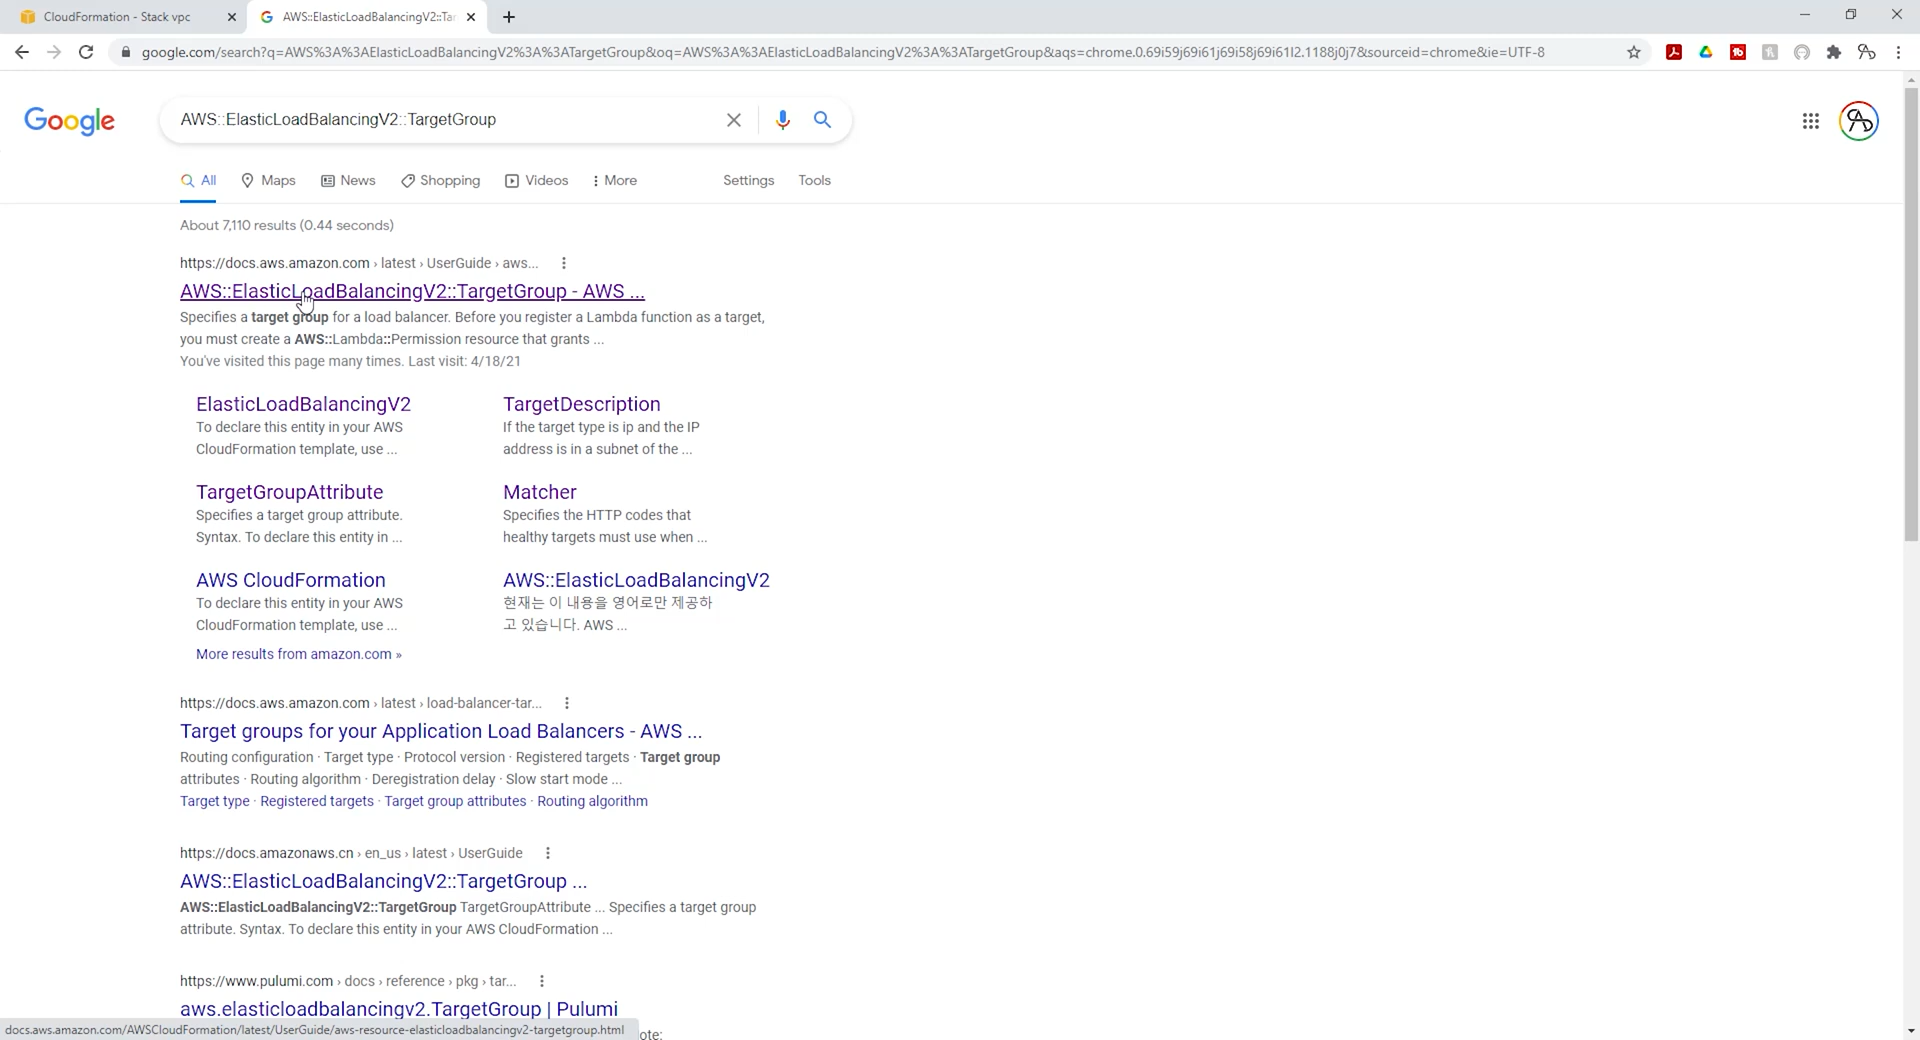 CloudFormation - Stack vpc
AWS::ElasticLoadBalancingV2::Tar
google.com/search?q=AWS%3A%3AElasticLoadBalancingV2%3A%3ATargetGroup&oq=AWS%3A%3AElasticLoadBalancingV2%3A%3ATargetGroup&aqs=chrome.0.69i59j69i61j69i58j69i61l2.1188j0j7&sourceid=chrome&ie=UTF-8
Google
AWS::ElasticLoadBalancingV2::TargetGroup
All Maps News Shopping Videos More Settings Tools
About 7,110 results (0.44 seconds)
https://docs.aws.amazon.com › latest › UserGuide › aws...
AWS::ElasticLoadBalancingV2::TargetGroup - AWS ...
Specifies a target group for a load balancer. Before you register a Lambda function as a target,
you must create a AWS::Lambda::Permission resource that grants ...
You've visited this page many times. Last visit: 4/18/21
ElasticLoadBalancingV2
To declare this entity in your AWS
CloudFormation template, use ...
TargetDescription
If the target type is ip and the IP
address is in a subnet of the ...
TargetGroupAttribute
Specifies a target group attribute.
Syntax. To declare this entity in ...
Matcher
Specifies the HTTP codes that
healthy targets must use when ...
AWS CloudFormation
To declare this entity in your AWS
CloudFormation template, use ...
AWS::ElasticLoadBalancingV2
현재는 이 내용을 영어로만 제공하
고 있습니다. AWS ...
More results from amazon.com »
https://docs.aws.amazon.com › latest › load-balancer-tar...
Target groups for your Application Load Balancers - AWS ...
Routing configuration · Target type · Protocol version · Registered targets · Target group
attributes · Routing algorithm · Deregistration delay · Slow start mode ...
Target type · Registered targets · Target group attributes · Routing algorithm
https://docs.amazonaws.cn › en_us › latest › UserGuide
AWS::ElasticLoadBalancingV2::TargetGroup ...
AWS::ElasticLoadBalancingV2::TargetGroup TargetGroupAttribute ... Specifies a target group
attribute. Syntax. To declare this entity in your AWS CloudFormation ...
https://www.pulumi.com › docs › reference › pkg › tar...
aws.elasticloadbalancingv2.TargetGroup | Pulumi
docs.aws.amazon.com/AWSCloudFormation/latest/UserGuide/aws-resource-elasticloadbalancingv2-targetgroup.html
ote: